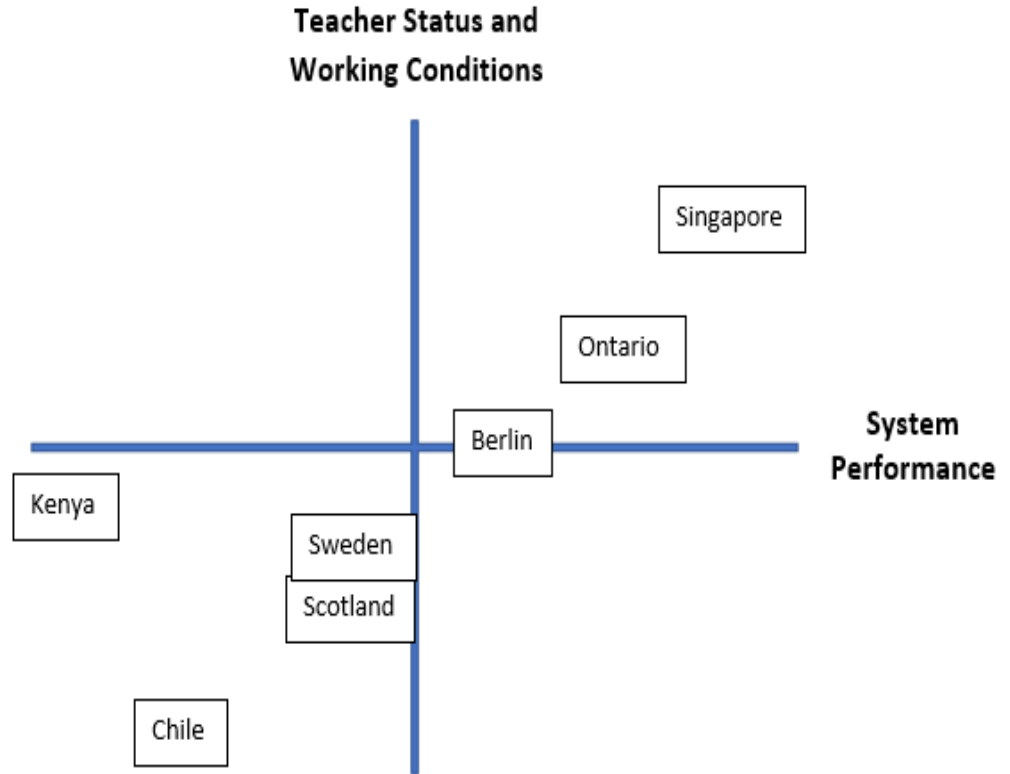 Teacher Status and
Working Conditions
Singapore
Ontario
System
Performance
Berlin
Kenya
Sweden
Scotland
Chile